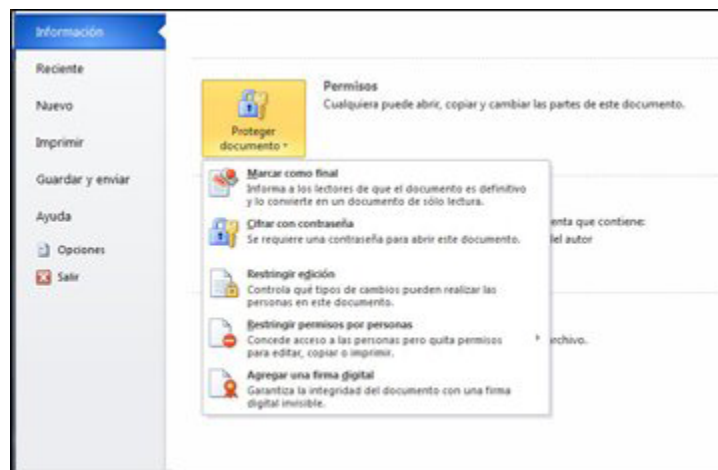 Información
Reciente
Nuevo
Imprimir
Guardar y enviar
Ayuda
Opciones
Salir
Proteger
documento
Permisos
Cualquiera puede abrir, copiar y cambiar las partes de este documento.
Marcar como final
Informa a los lectores de que el documento es definitivo
y lo convierte en un documento de sólo lectura.
Cifrar con contraseña
Se requiere una contraseña para abrir este documento.
Restringir edición
Controla qué tipos de cambios pueden realizar las
personas en este documento.
Restringir permisos por personas
Concede acceso a las personas pero quita permisos
para editar, copiar o imprimir.
Agregar una firma digital
Garantiza la integridad del documento con una firma
digital invisible.
enta que contiene:
del autor
archivo.